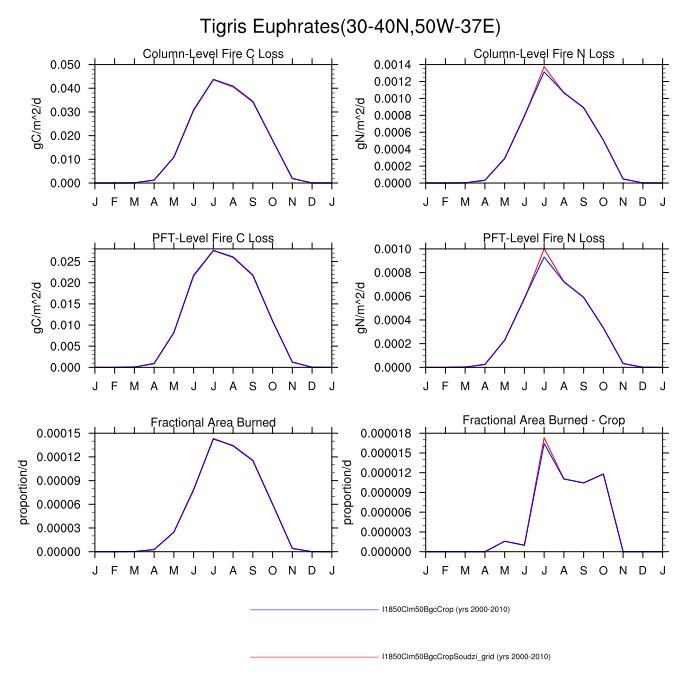 Tigris Euphrates(30-40N,50W-37E)
Column-Level Fire C Loss
gC/m^2/d
0.050
0.040
0.030
0.020
0.010
0.000
J F M A M J J A S O N D J
Column-Level Fire N Loss
gN/m^2/d
0.0014
0.0012
0.0010
0.0008
0.0006
0.0004
0.0002
0.0000
J F M A M J J A S O N D J
PFT-Level Fire C Loss
gC/m^2/d
0.025
0.020
0.015
0.010
0.005
0.000
J F M A M J J A S O N D J
PFT-Level Fire N Loss
gN/m^2/d
0.0010
0.0008
0.0006
0.0004
0.0002
0.0000
J F M A M J J A S O N D J
Fractional Area Burned
proportion/d
0.00015
0.00012
0.00009
0.00006
0.00003
0.00000
J F M A M J J A S O N D J
Fractional Area Burned - Crop
proportion/d
0.000018
0.000015
0.000012
0.000009
0.000006
0.000003
0.000000
J F M A M J J A S O N D J
I1850Clm50BgcCrop (yrs 2000-2010)
I1850Clm50BgcCropSoudzi_grid (yrs 2000-2010)